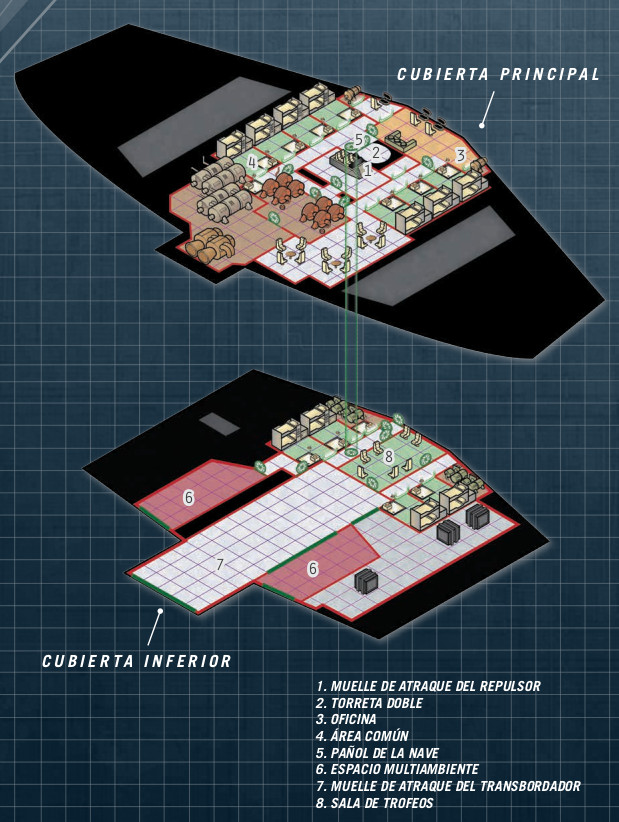 CUBIERTA PRINCIPAL
5
2
1
3
4
8
6
7
6
CUBIERTA INFERIOR
1. MUELLE DE ATRAQUE DEL REPULSOR
2. TORRETA DOBLE
3. OFICINA
4. ÁREA COMÚN
5. PAÑOL DE LA NAVE
6. ESPACIO MULTIAMBIENTE
7. MUELLE DE ATRAQUE DEL TRANSBORDADOR
8. SALA DE TROFEOS